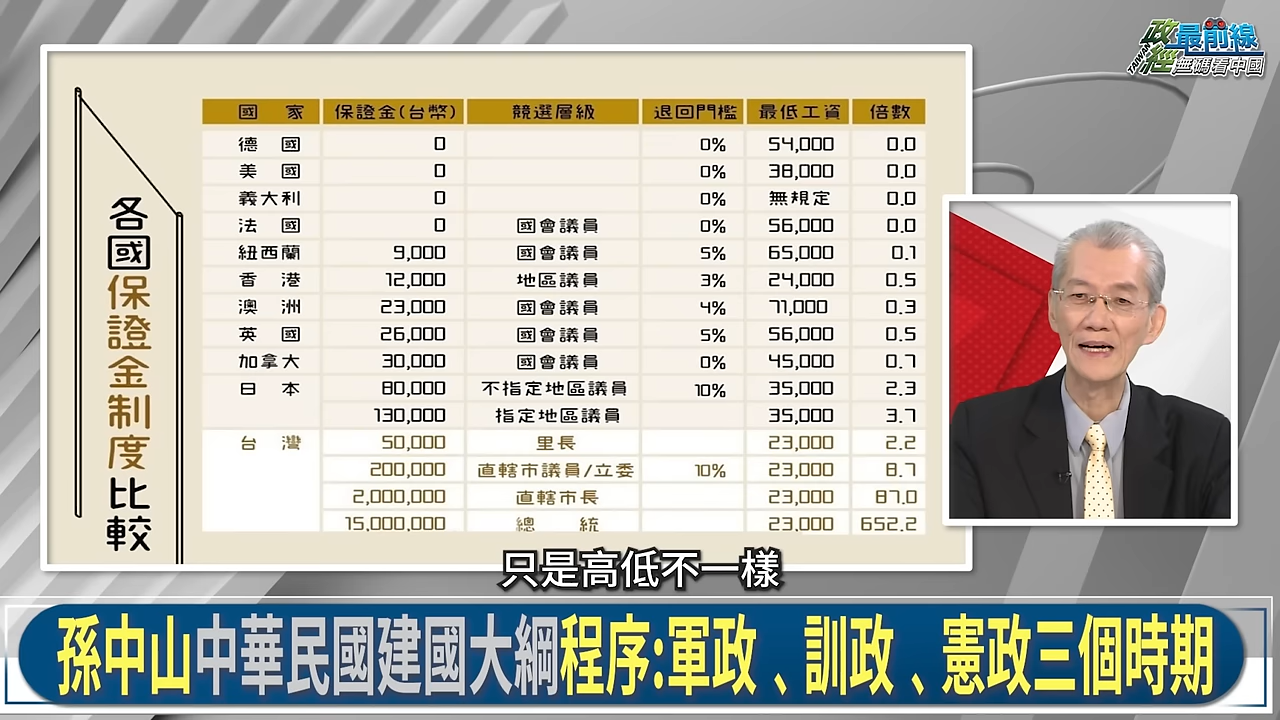 政經最前線
TAIWAN 無碼看中國
各國保證金制度比較
國家 保證金(台幣) 競選層級 退回門檻 最低工資 倍數
德國 0 0% 54,000 0.0
美國 0 0% 38,000 0.0
義大利 0 0% 無規定 0.0
法國 0 國會議員 0% 56,000 0.0
紐西蘭 9,000 國會議員 5% 65,000 0.1
香港 12,000 地區議員 3% 24,000 0.5
澳洲 23,000 國會議員 4% 71,000 0.3
英國 26,000 國會議員 5% 56,000 0.5
加拿大 30,000 國會議員 0% 45,000 0.7
日本 80,000 不指定地區議員 10% 35,000 2.3
130,000 指定地區議員 35,000 3.7
台灣 50,000 里長 23,000 2.2
200,000 直轄市議員/立委 10% 23,000 8.7
2,000,000 直轄市長 23,000 87.0
15,000,000 總統 23,000 652.2
只是高低不一樣
孫中山中華民國建國大綱程序:軍政、訓政、憲政三個時期